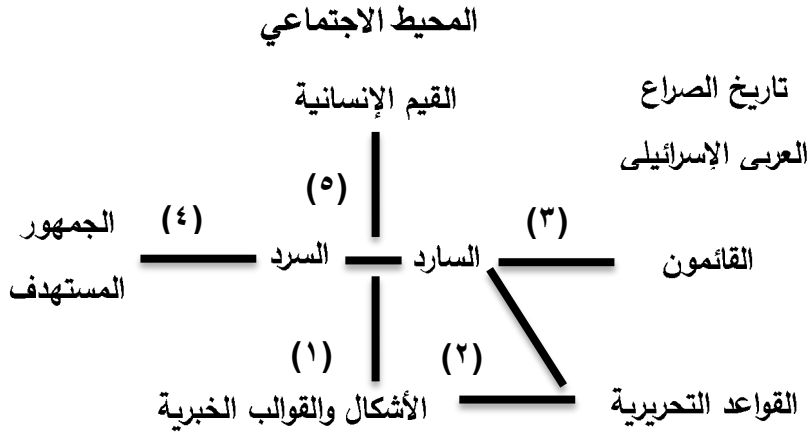 المحيط الاجتماعي
تاريخ الصراع
العربى الإسرائيلى
القيم الإنسانية
(٥)
(٣)
(٤)
القائمون
السارد
السرد
الجمهور
المستهدف
(٢)
(١)
القواعد التحريرية
الأشكال والقوالب الخبرية